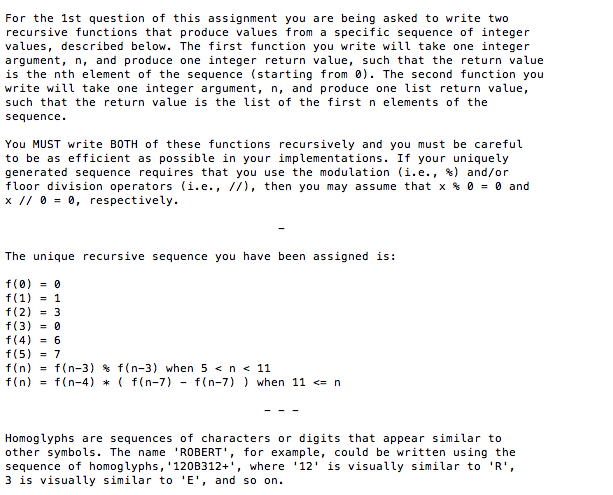 For the 1st question of this assignment you are being asked to write two
recursive functions that produce values from a specific sequence of integer
values, described below. The first function you write will take one integer
argument, n, and produce one integer return value, such that the return value
is the nth element of the sequence (starting from 0). The second function you
write will take one integer argument, n, and produce one list return value,
such that the return value is the list of the first n elements of the
sequence.
You MUST write BOTH of these functions recursively and you must be careful
to be as efficient as possible in your implementations. If your uniquely
generated sequence requires that you use the modulation (i.e., %) and/or
floor division operators (i.e., //), then you may assume that x % 0 = 0 and
x // 0 = 0, respectively.
–
The unique recursive sequence you have been assigned is:
f(0) = 0
f(1) = 1
f(2) = 3
f(3) = 0
f(4) = 6
f(5) = 7
f(n) = f(n-3) % f(n-3) when 5 < n < 11
f(n) = f(n-4) * ( f(n-7) - f(n-7) ) when 11 <= n
– – –
Homoglyphs are sequences of characters or digits that appear similar to
other symbols. The name 'ROBERT', for example, could be written using the
sequence of homoglyphs,'120B312+', where '12' is visually similar to 'R',
3 is visually similar to 'E', and so on.